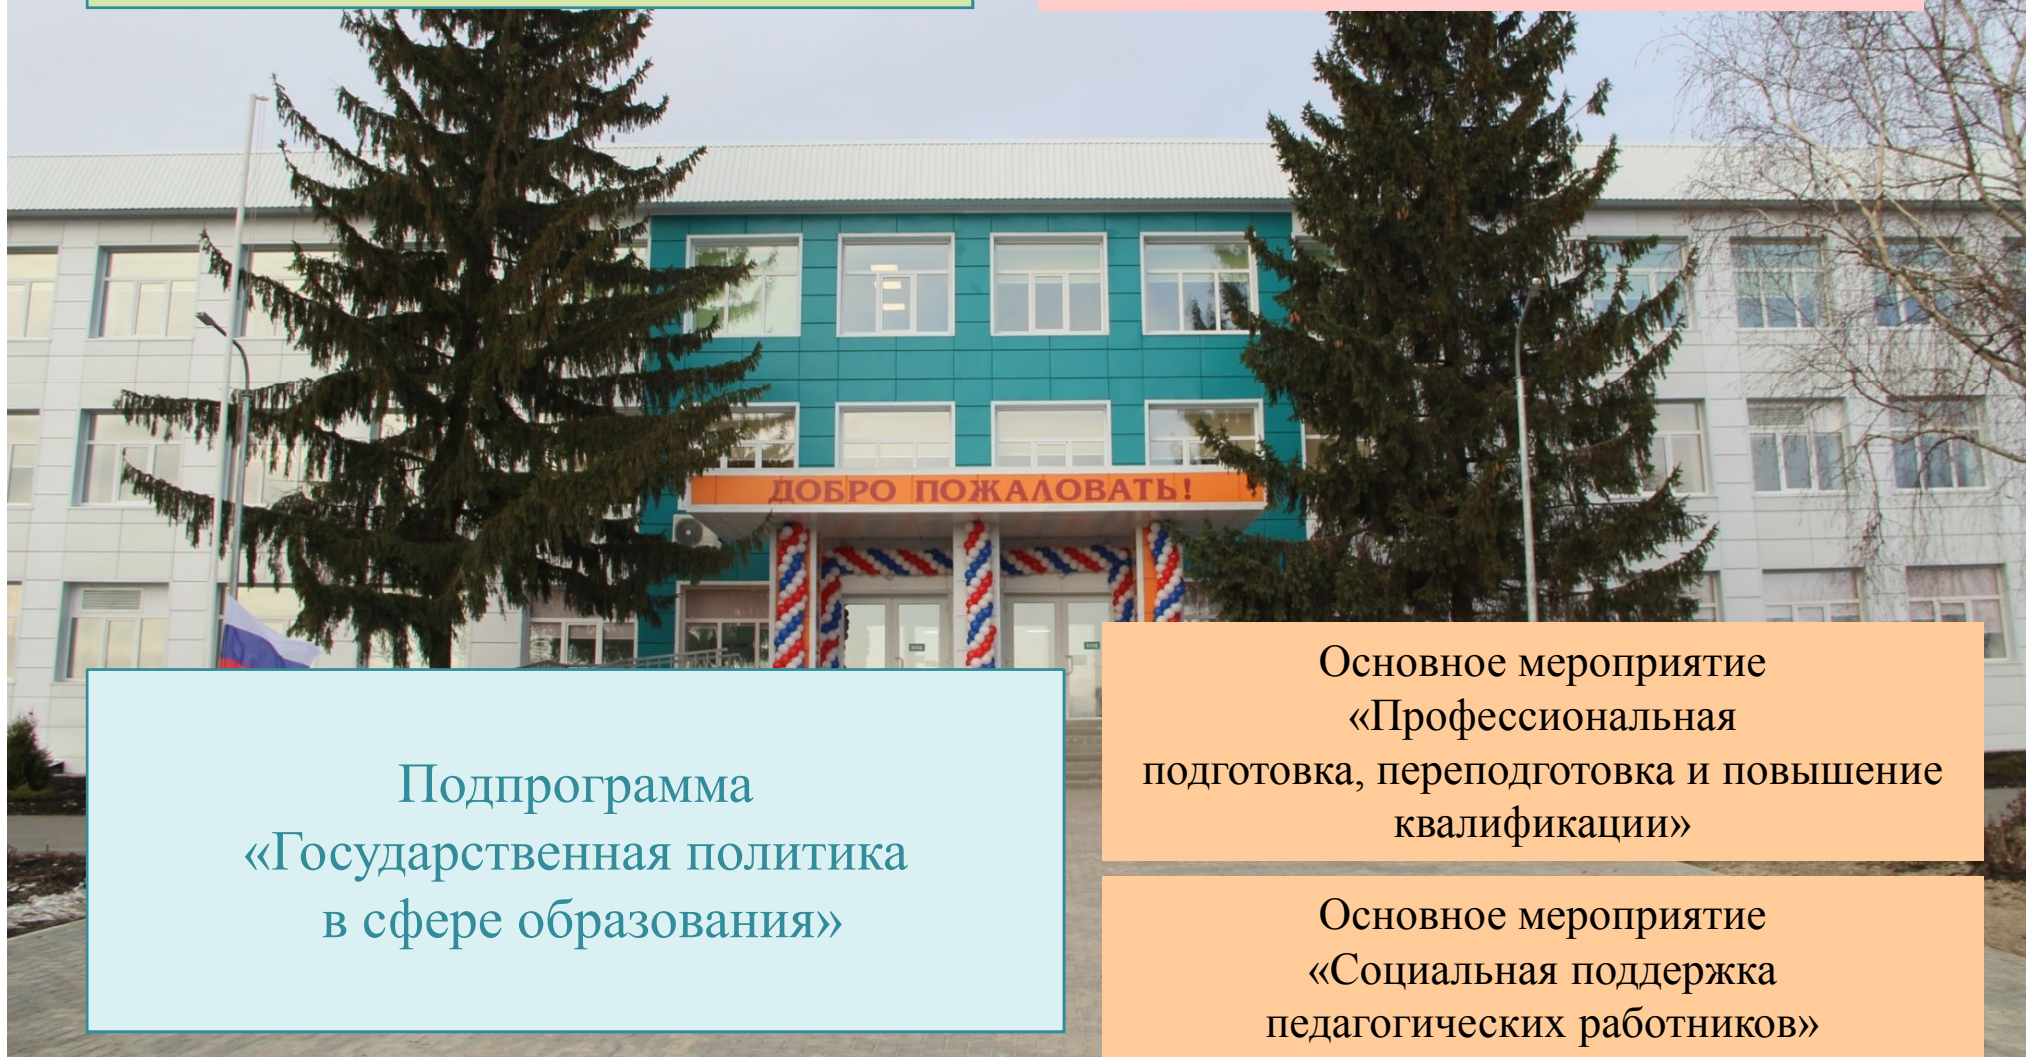 ДОБРО ПОЖАЛОВАТЬ!
Подпрограмма
«Государственная политика
в сфере образования»
Основное мероприятие
«Профессиональная
подготовка, переподготовка и повышение
квалификации»
Основное мероприятие
«Социальная поддержка
педагогических работников»